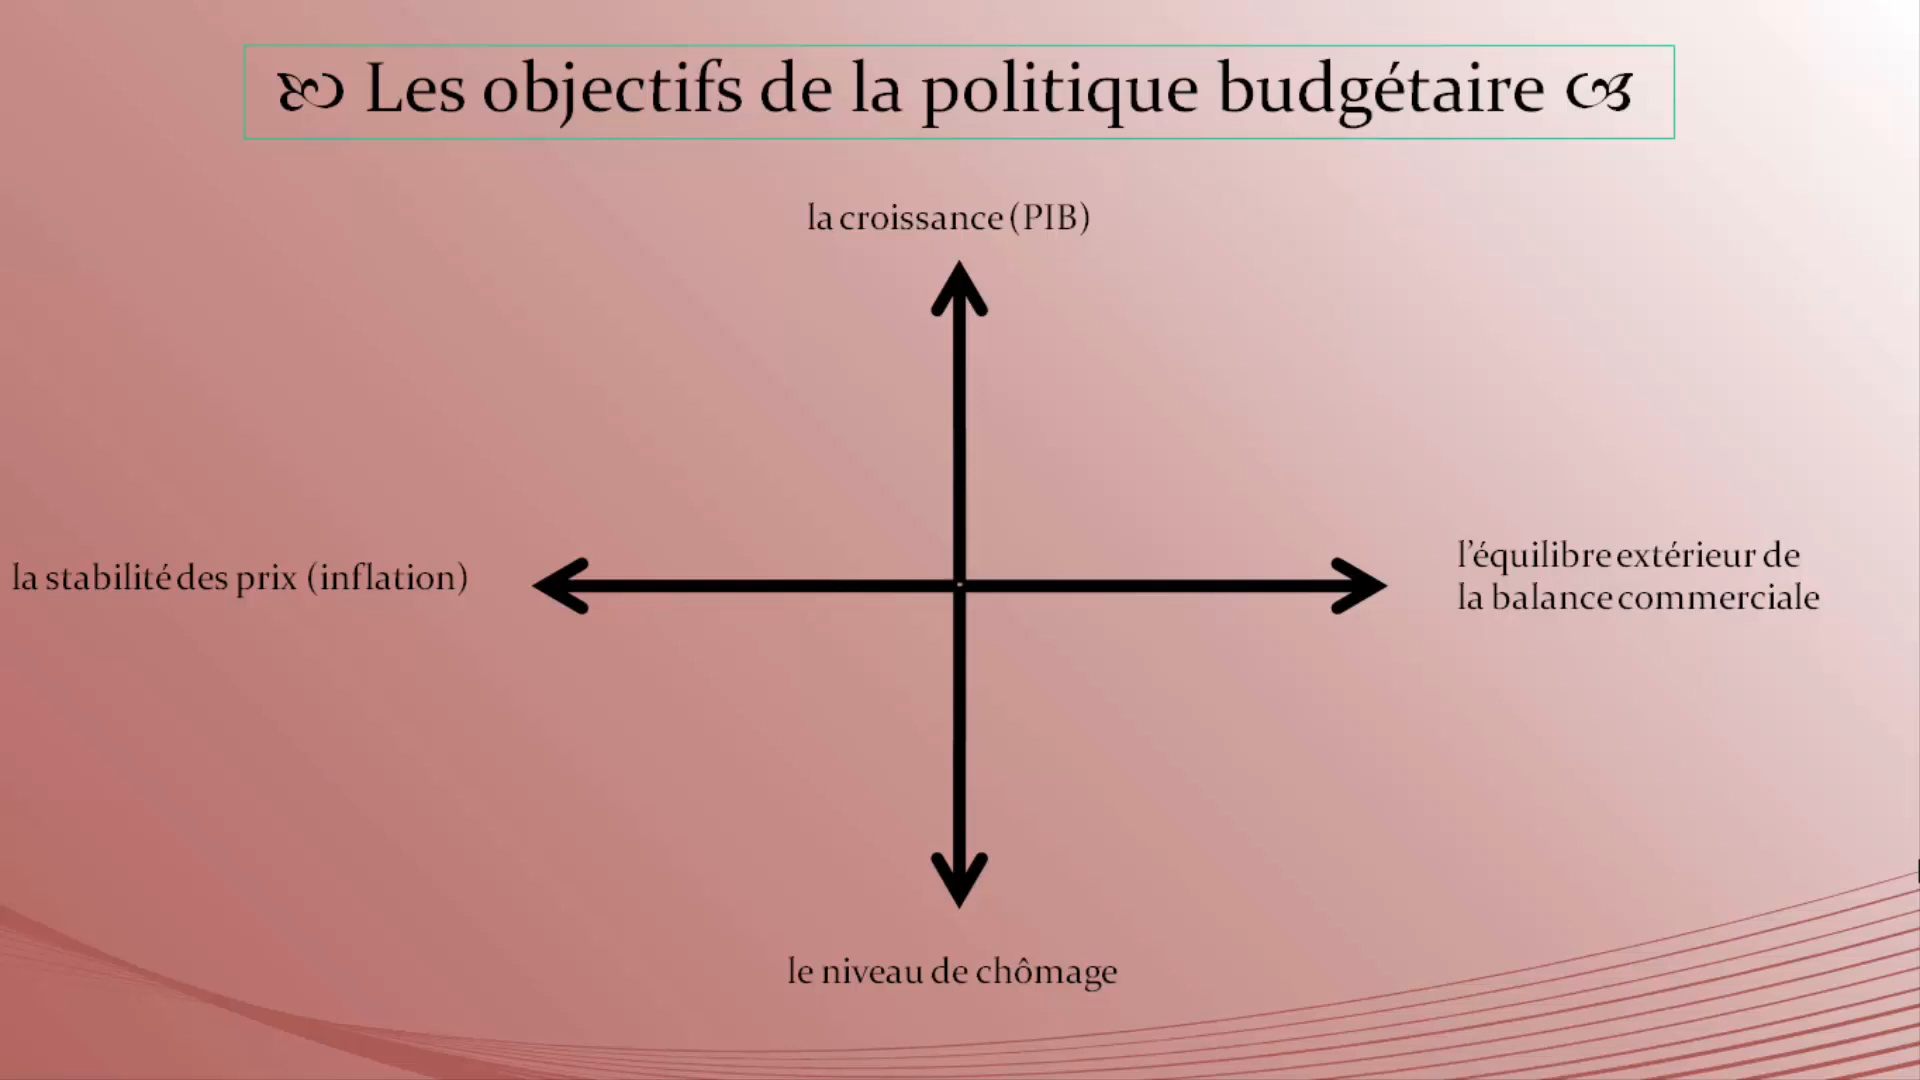 Les objectifs de la politique budgétaire
la croissance (PIB)
la stabilité des prix (inflation)
l’équilibre extérieur de
la balance commerciale
le niveau de chômage